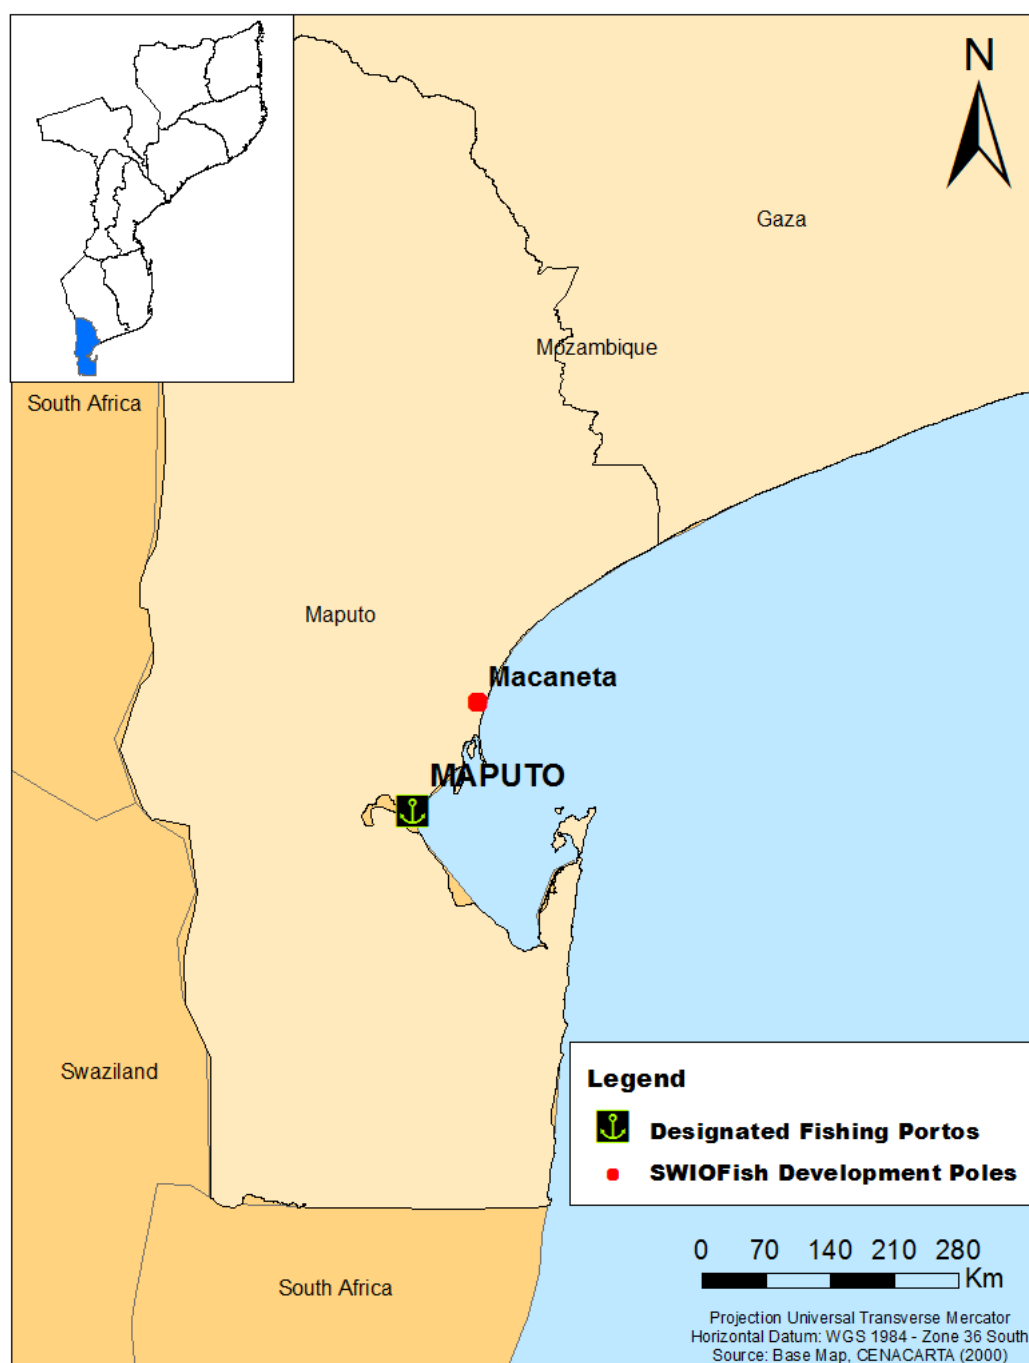 N
Gaza
Mozambique
South Africa
Maputo
Macaneta
MAPUTO
Swaziland
South Africa
Legend
Designated Fishing Portos
SWIOFish Development Poles
0 70 140 210 280
Km
Projection Universal Transverse Mercator
Horizontal Datum: WGS 1984 - Zone 36 South
Source: Base Map, CENACARTA (2000)